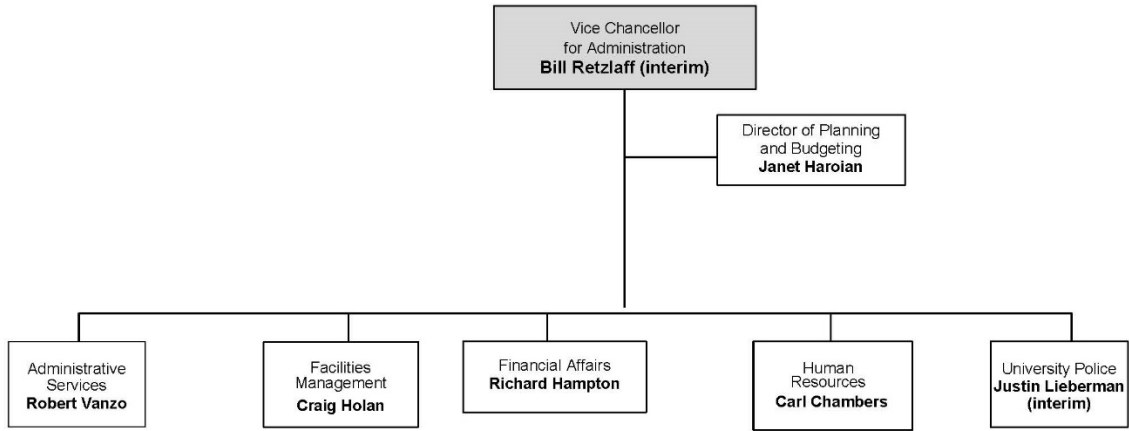 Vice Chancellor
for Administration
Bill Retzlaff (interim)
Director of Planning
and Budgeting
Janet Haroian
Administrative
Services
Robert Vanzo
Facilities
Management
Craig Holan
Financial Affairs
Richard Hampton
Human
Resources
Carl Chambers
University Police
Justin Lieberman
(interim)